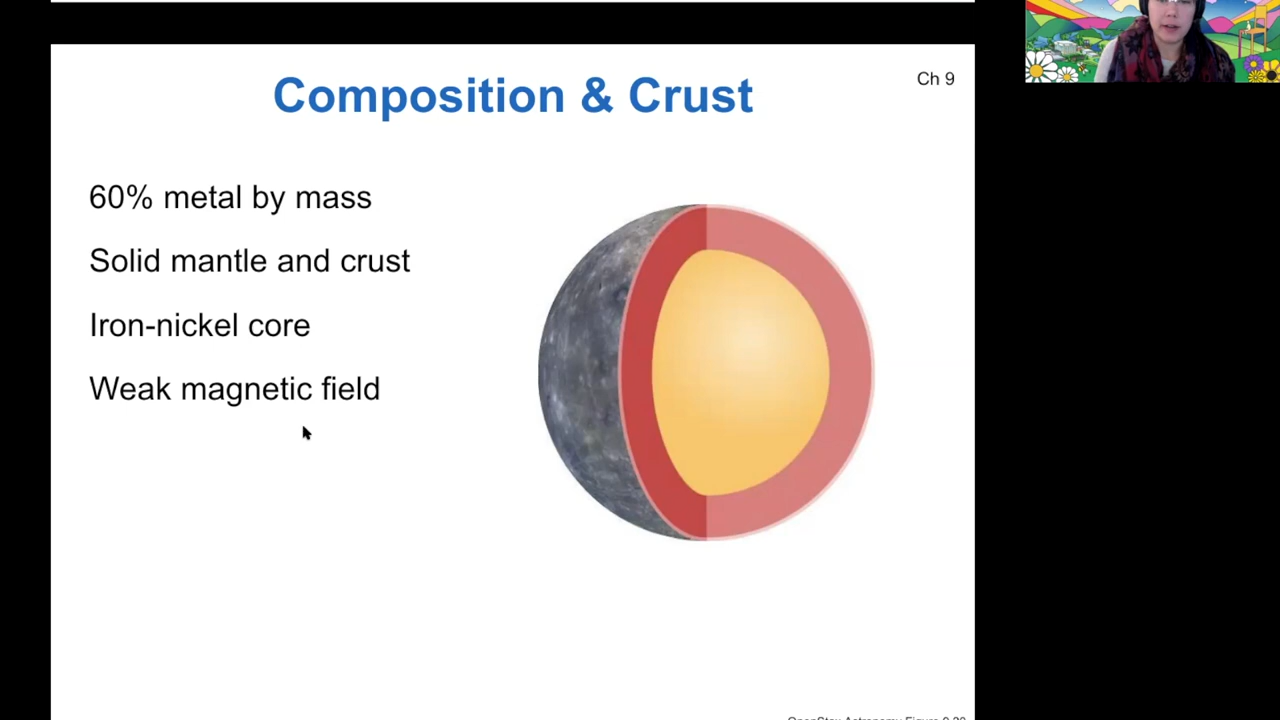 Composition & Crust
Ch 9
60% metal by mass
Solid mantle and crust
Iron-nickel core
Weak magnetic field